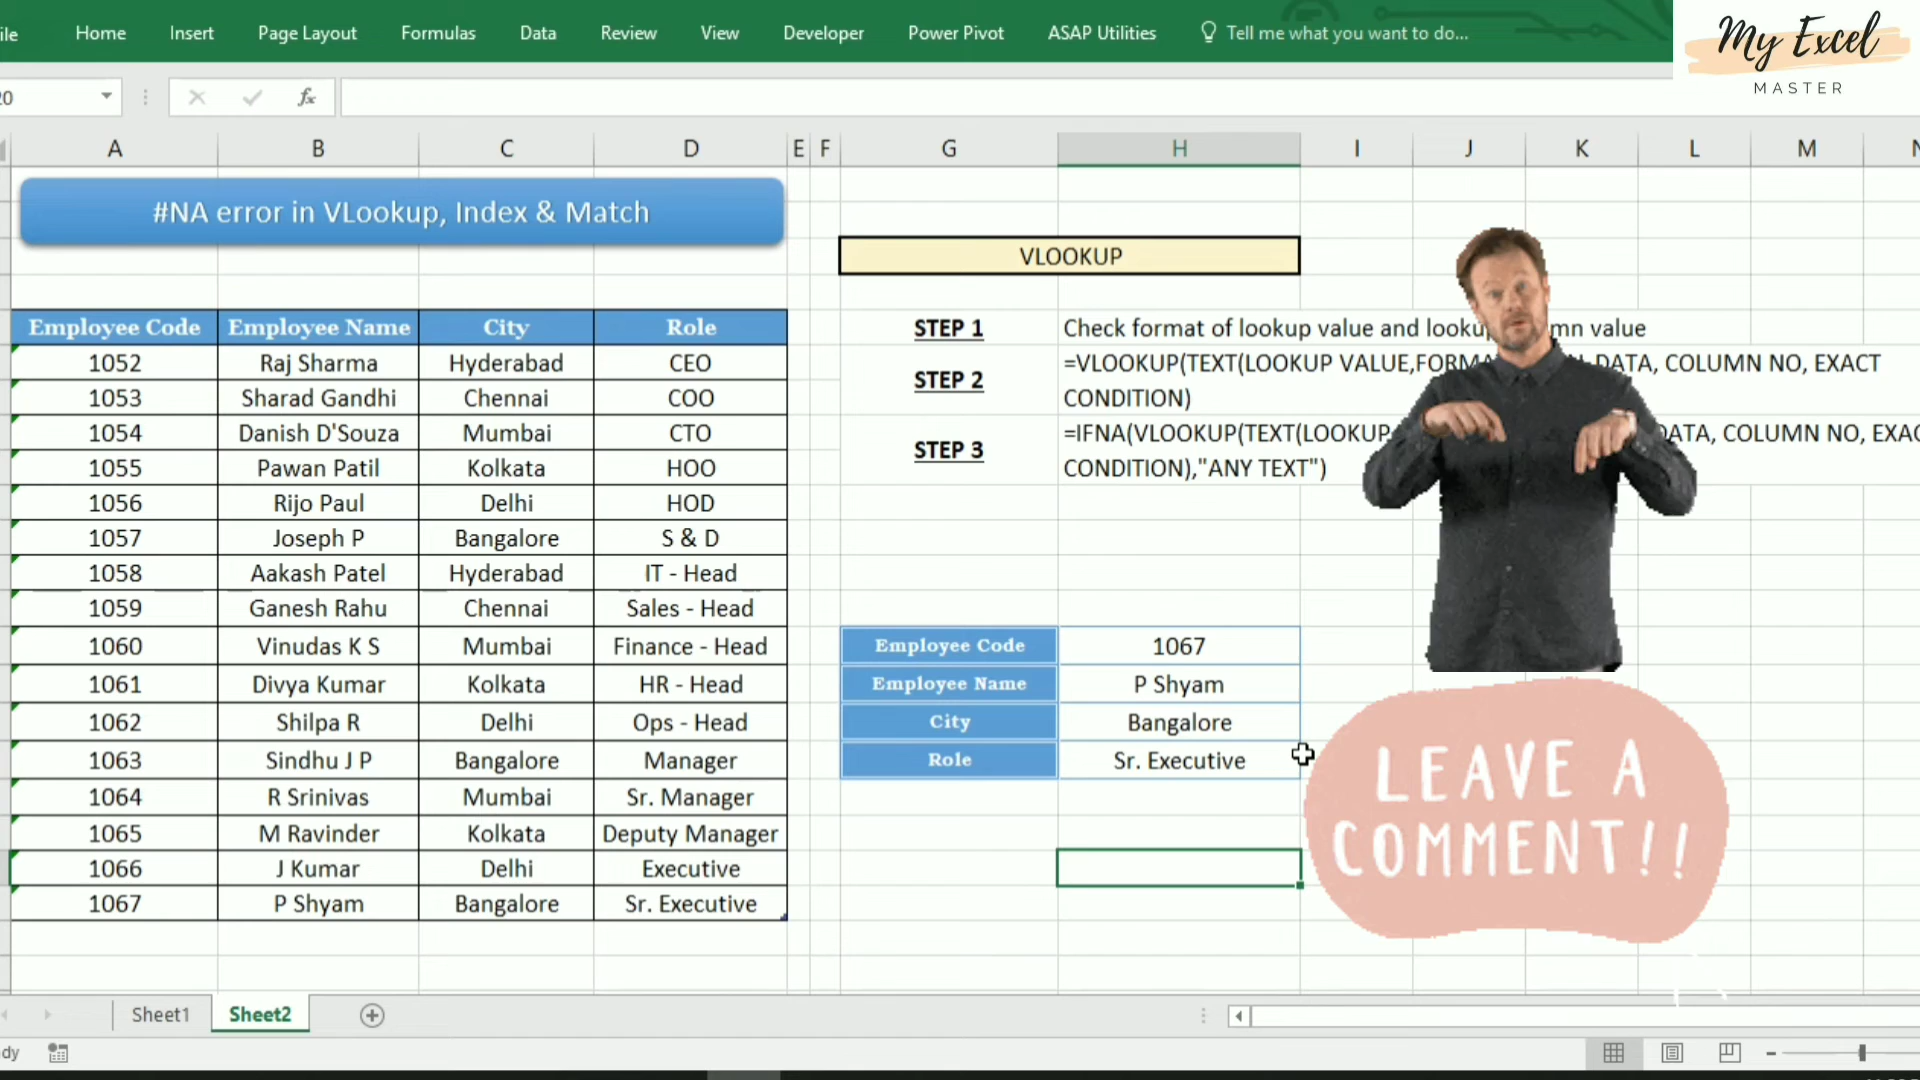 ile Home Insert Page Layout Formulas Data Review View Developer Power Pivot ASAP Utilities Tell me what you want to do...
My Excel
MASTER
20 fx
A B C D E F G H I J K L M N
#NA error in VLookup, Index & Match
VLOOKUP
Employee Code Employee Name City Role
1052 Raj Sharma Hyderabad CEO
1053 Sharad Gandhi Chennai COO
1054 Danish D'Souza Mumbai CTO
1055 Pawan Patil Kolkata HOO
1056 Rijo Paul Delhi HOD
1057 Joseph P Bangalore S & D
1058 Aakash Patel Hyderabad IT - Head
1059 Ganesh Rahu Chennai Sales - Head
1060 Vinudas K S Mumbai Finance - Head
1061 Divya Kumar Kolkata HR - Head
1062 Shilpa R Delhi Ops - Head
1063 Sindhu J P Bangalore Manager
1064 R Srinivas Mumbai Sr. Manager
1065 M Ravinder Kolkata Deputy Manager
1066 J Kumar Delhi Executive
1067 P Shyam Bangalore Sr. Executive
STEP 1 Check format of lookup value and lookup mn value
STEP 2 =VLOOKUP(TEXT(LOOKUP VALUE,FORMA DATA, COLUMN NO, EXACT
CONDITION)
STEP 3 =IFNA(VLOOKUP(TEXT(LOOKUP DATA, COLUMN NO, EXAC
CONDITION),"ANY TEXT")
Employee Code 1067
Employee Name P Shyam
City Bangalore
Role Sr. Executive
LEAVE A
COMMENT!!
Sheet1 Sheet2
dy